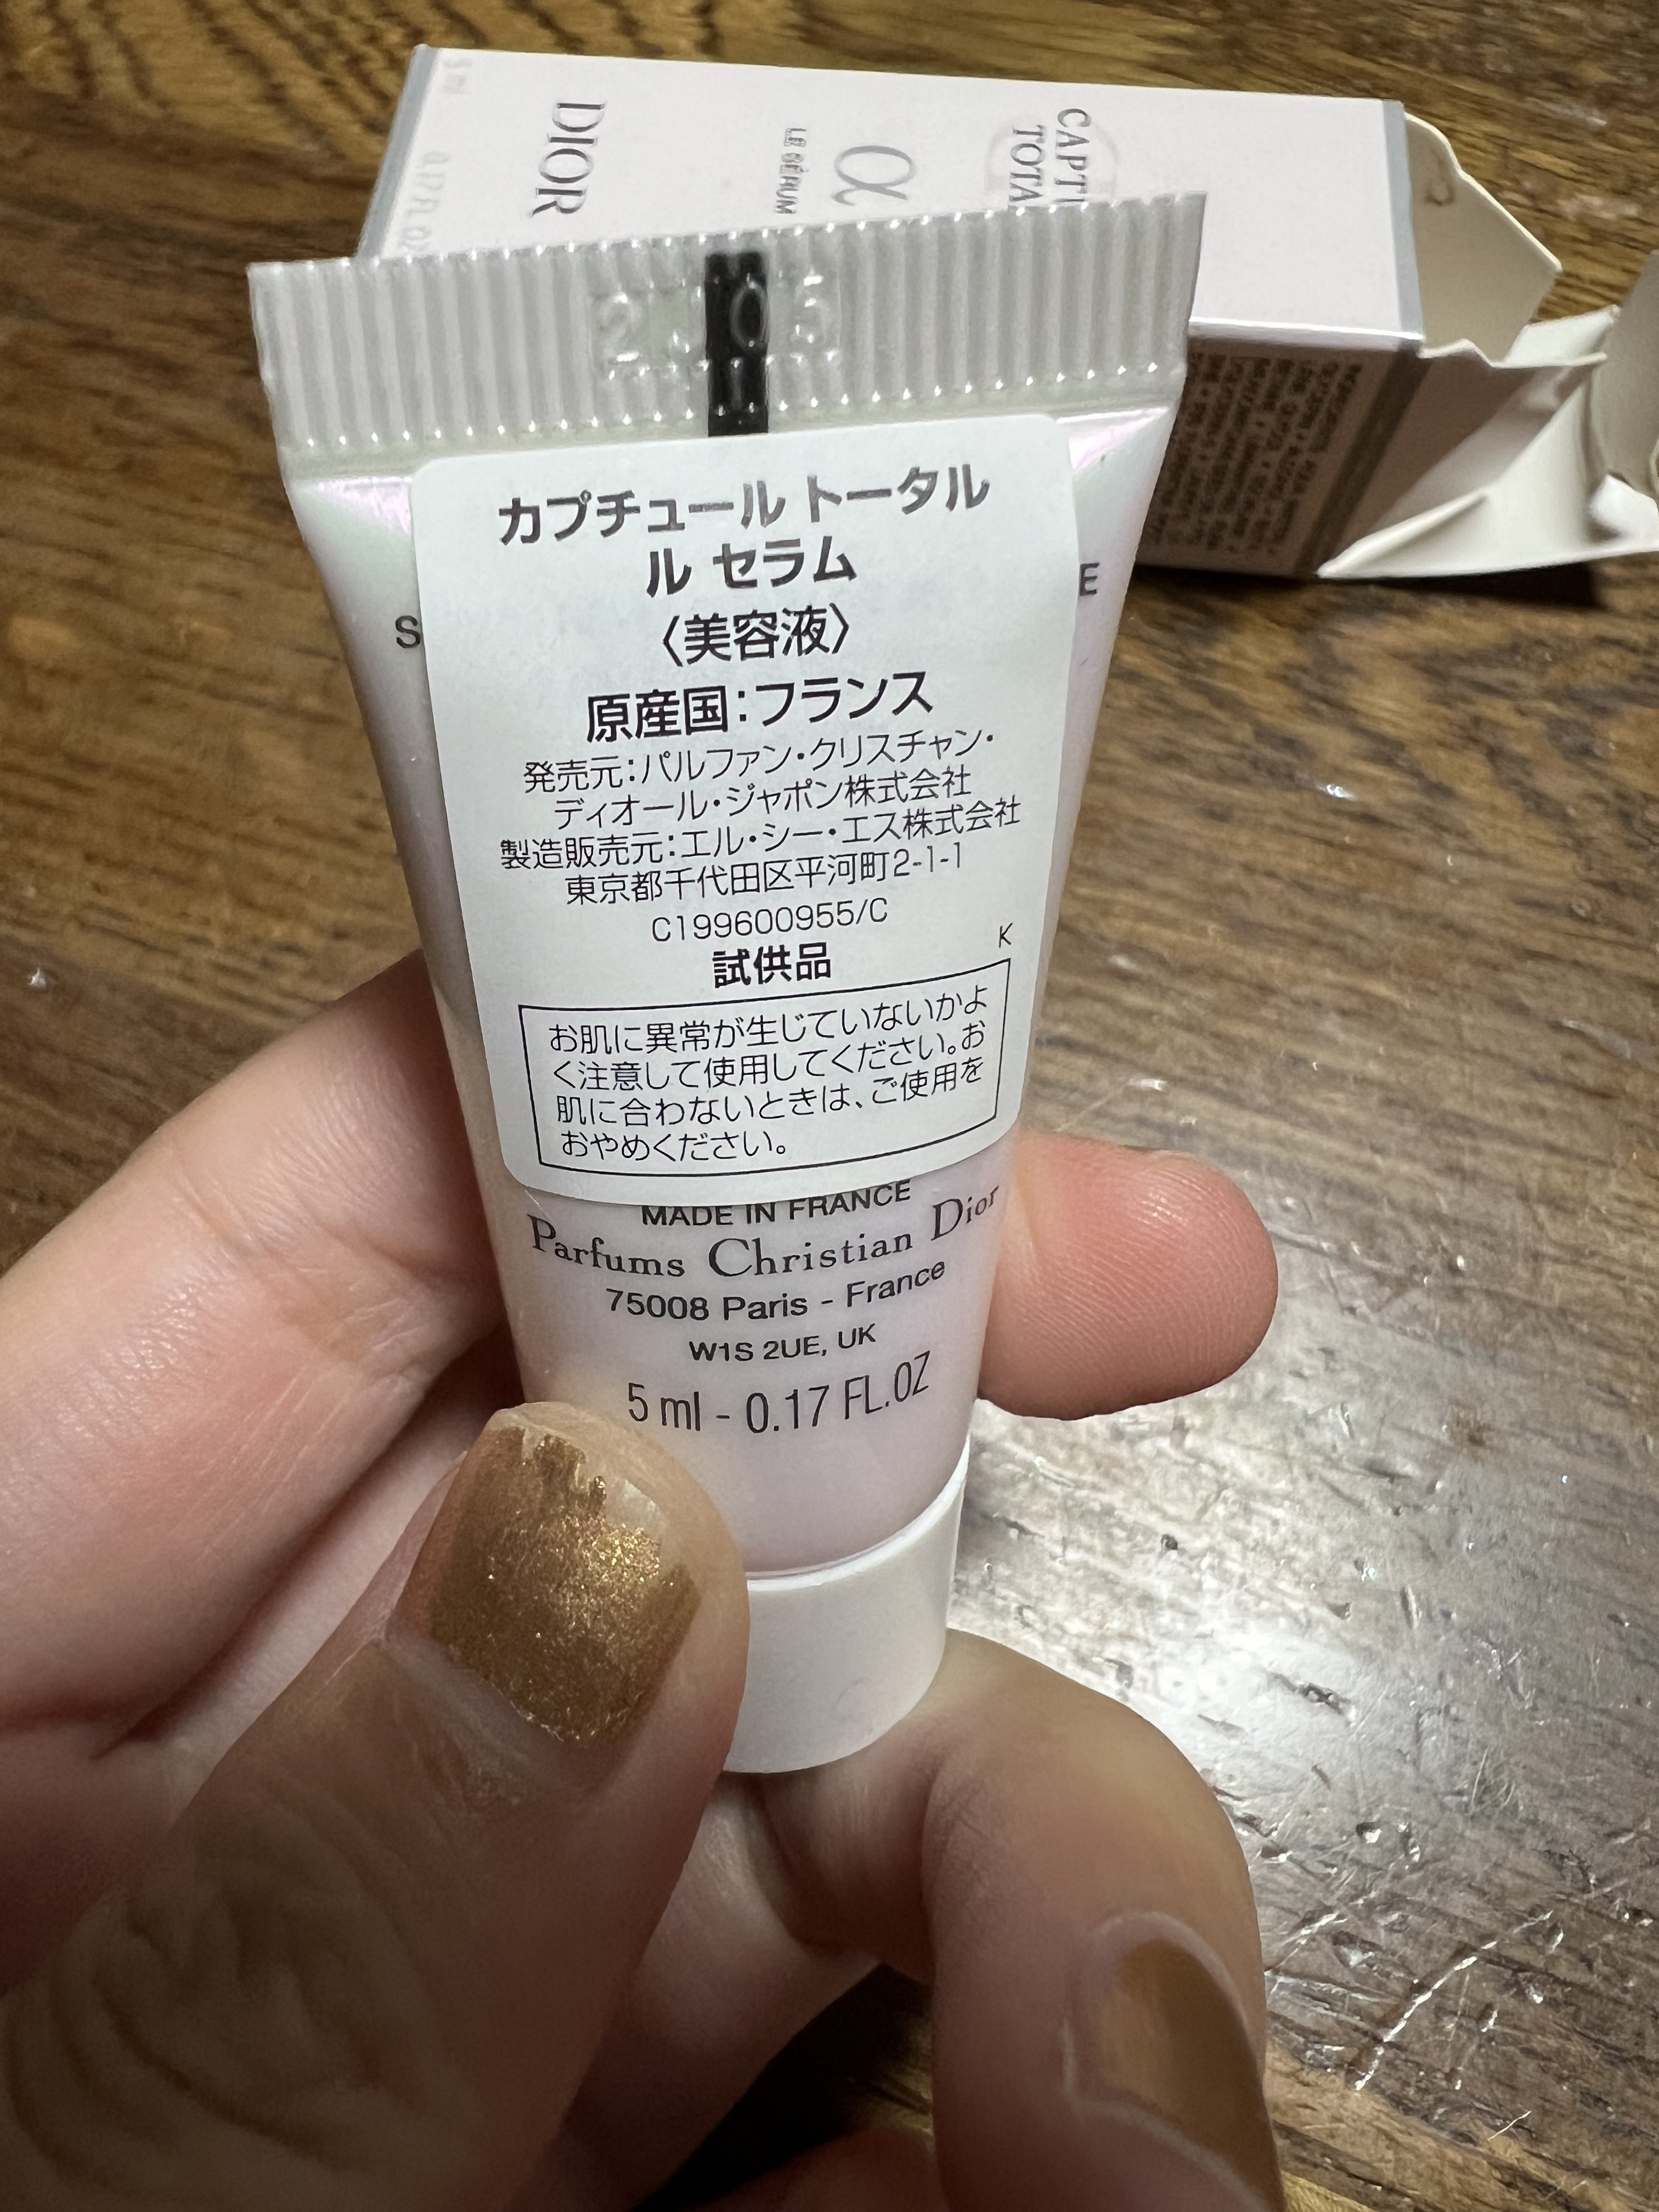 5 ml 0.17 FL. OZ
DIOR
LE SÉRUM
α
カプチュール トータル
ル セラム
〈美容液〉
原産国：フランス
発売元：パルファン・クリスチャン・
ディオール・ジャポン株式会社
製造販売元：エル・シー・エス株式会社
東京都千代田区平河町2-1-1
C199600955/C
K
試供品
お肌に異常が生じていないかよ
く注意して使用してください。お
肌に合わないときは、ご使用を
おやめください。
MADE IN FRANCE
Parfums Christian Dior
75008 Paris - France
W1S 2UE, UK
5 ml - 0.17 FL.OZ